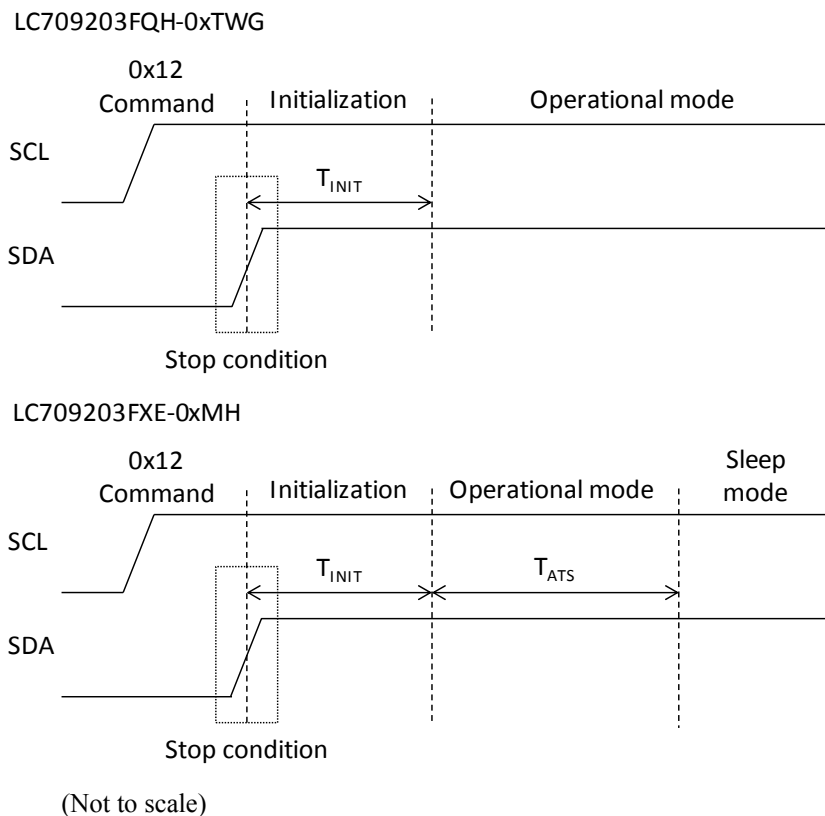 LC709203FQH-0xTWG
0x12
Command
Initialization
Operational mode
SCL
TINIT
SDA
Stop condition
LC709203FXE-0xMH
0x12
Command
Initialization
Operational mode
Sleep
mode
SCL
TINIT
TATS
SDA
Stop condition
(Not to scale)